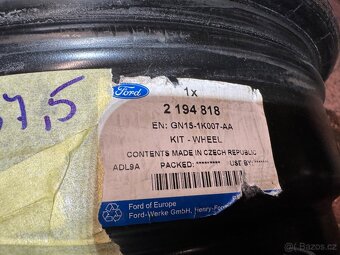 Ford
1x
2 194 818
EN: GN15-1K007-AA
KIT - WHEEL
CONTENTS MADE IN CZECH REPUBLIC
ADL9A PACKED: USE BY:
Ford of Europe
Ford-Werke GmbH, Henry-Ford
7,5
© sbazos.cz